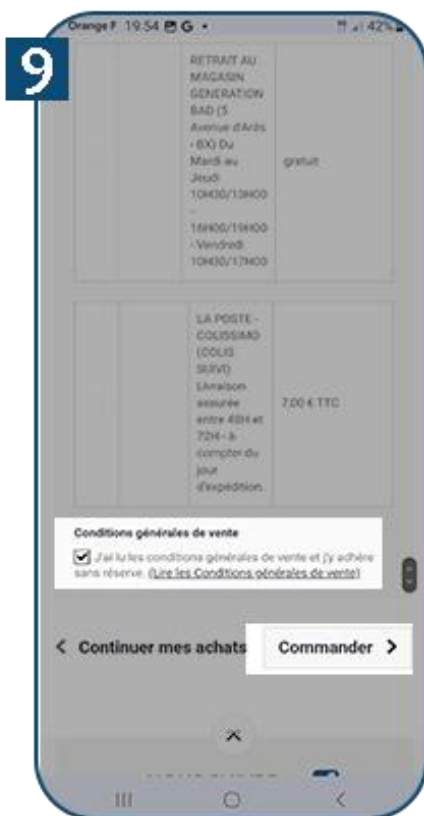 Orange F 19:54 G •
42%
9
RETRAIT AU
MAGASIN
GENERATION
BAD (5
Avenue d'Arès
- BX) Du
Mardi au
Jeudi
10H00/13H00
-
16H00/19H00
- Vendredi
10H00/17H00
gratuit
LA POSTE -
COLISSIMO
(COLIS
SUIVI)
Livraison
assurée
entre 48H et
72H - à
compter du
jour
d'expédition.
7,00 € TTC
Conditions générales de vente
J'ai lu les conditions générales de vente et j'y adhère
sans réserve. (Lire les Conditions générales de vente)
Continuer mes achats
Commander